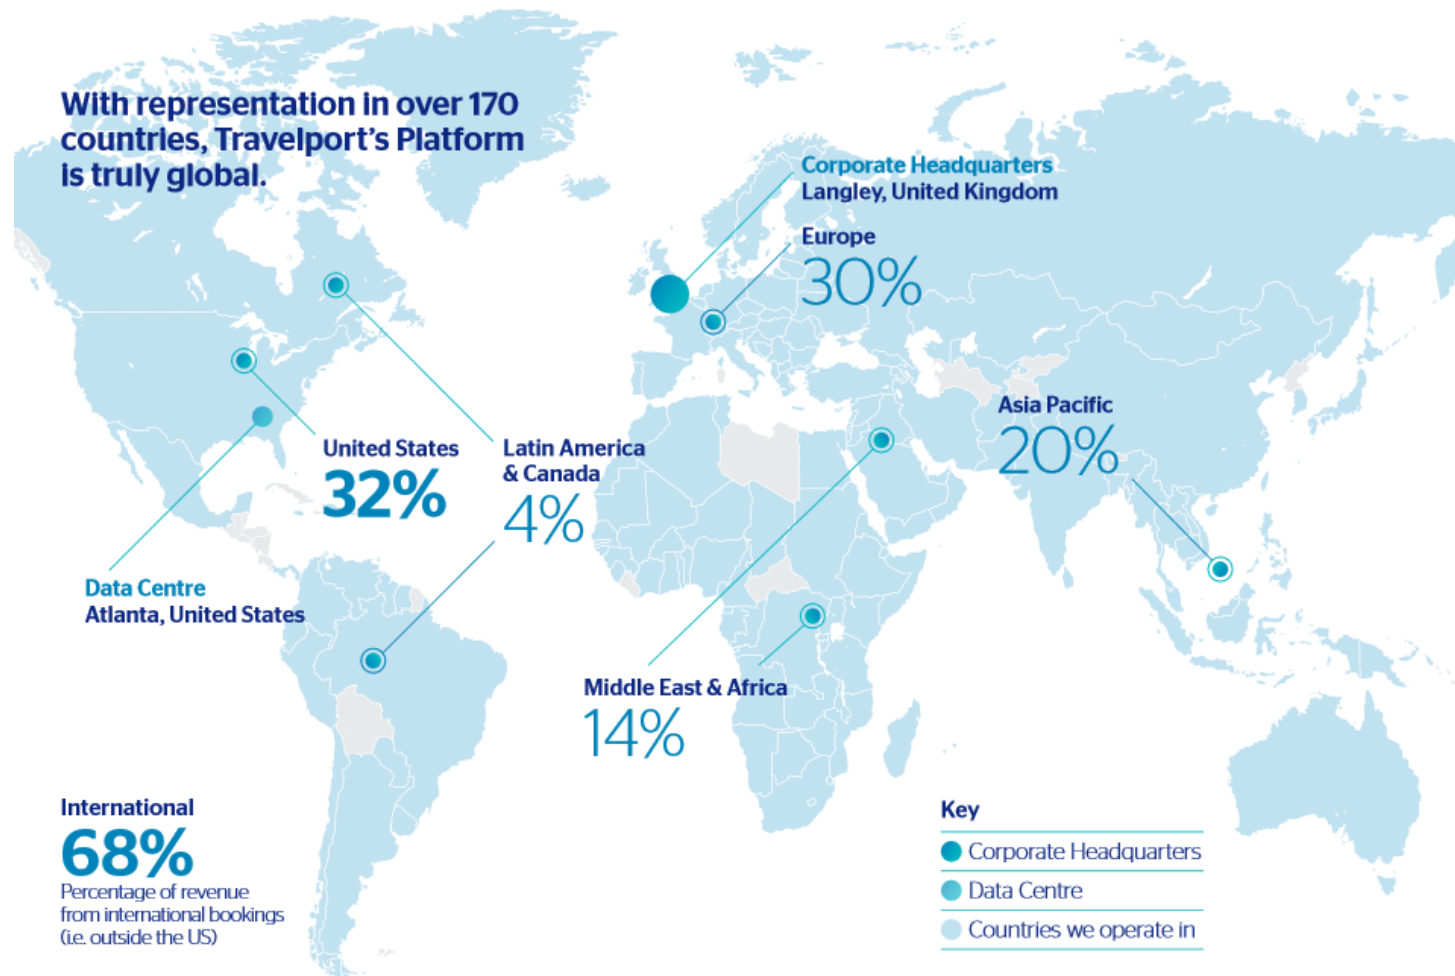 With representation in over 170
countries, Travelport's Platform
is truly global.
Corporate Headquarters
Langley, United Kingdom
Europe
30%
Asia Pacific
20%
United States
32%
Latin America
& Canada
4%
Data Centre
Atlanta, United States
Middle East & Africa
14%
International
68%
Percentage of revenue
from international bookings
(i.e. outside the US)
Key
Corporate Headquarters
Data Centre
Countries we operate in